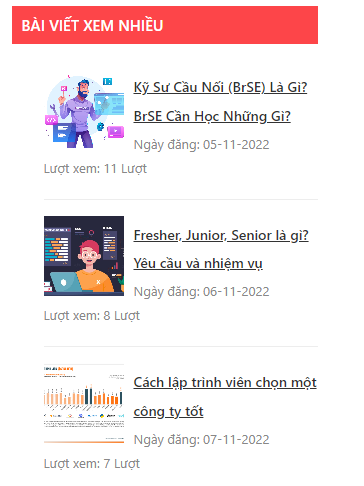 BÀI VIẾT XEM NHIỀU
Kỹ Sư Cầu Nối (BrSE) Là Gì?
BrSE Cần Học Những Gì?
Ngày đăng: 05-11-2022
Lượt xem: 11 Lượt
Fresher, Junior, Senior là gì?
Yêu cầu và nhiệm vụ
Ngày đăng: 06-11-2022
Lượt xem: 8 Lượt
Cách lập trình viên chọn một
công ty tốt
Ngày đăng: 07-11-2022
Lượt xem: 7 Lượt